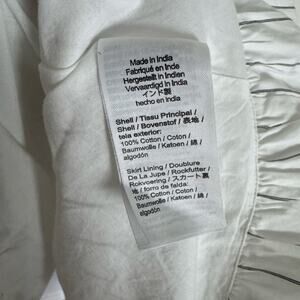 Made in India
Fabriqué en Inde
Hergestellt in Indien
Vervaardigd in India
インド製
hecho en India
Shell / Tissu Principal /
Shell / Bovenstof / 表地 /
tela exterior:
100% Cotton / Coton /
Baumwolle / Katoen / 綿 /
algodón
Skirt Lining / Doublure
De La Jupe / Rockfutter /
Rokvoering / スカート裏
地 / forro de falda:
100% Cotton / Coton /
Baumwolle / Katoen / 綿 /
algodón